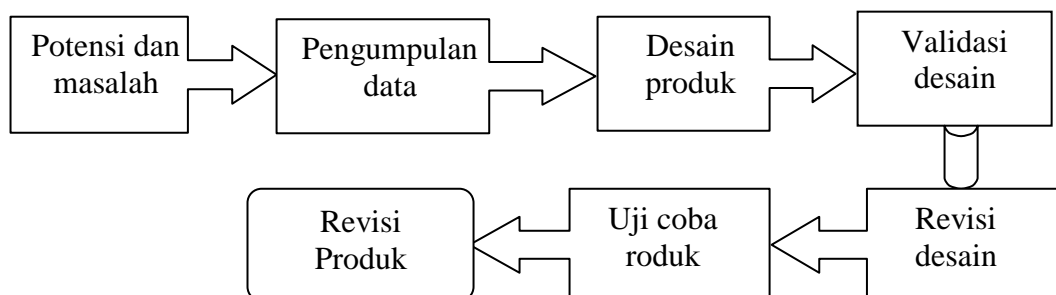 Potensi dan
masalah
Pengumpulan
data
Desain
produk
Validasi
desain
Revisi
desain
Uji coba
roduk
Revisi
Produk